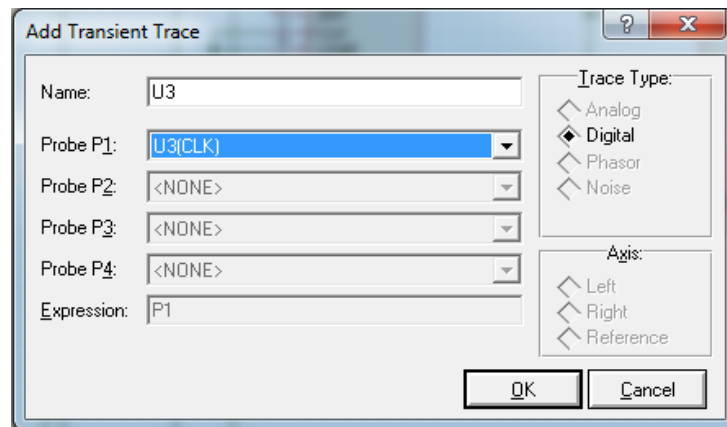 Add Transient Trace
Name: U3
Probe P1: U3(CLK)
Probe P2: <NONE>
Probe P3: <NONE>
Probe P4: <NONE>
Expression: P1
Trace Type:
Analog
Digital
Phasor
Noise
Axis:
Left
Right
Reference
OK Cancel